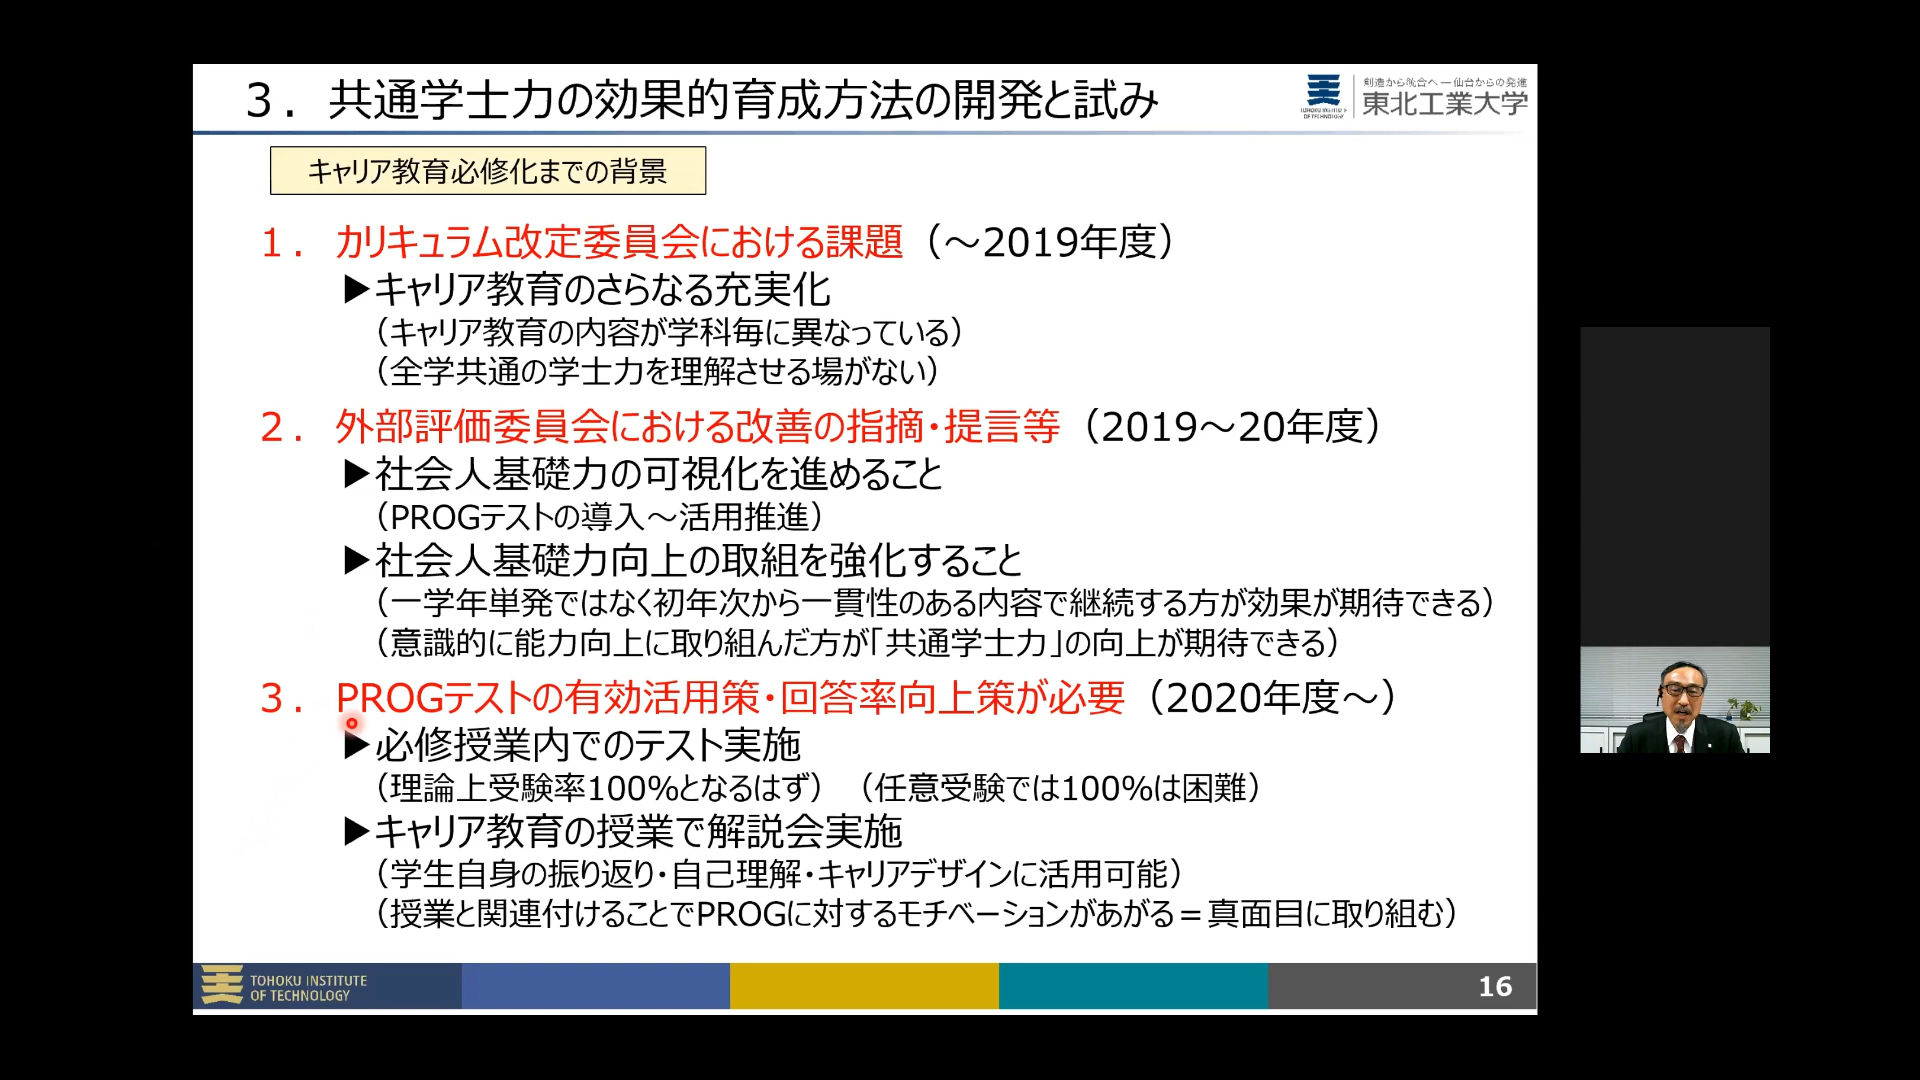 3．共通学士力の効果的育成方法の開発と試み
創造から統合へー仙台からの発進
東北工業大学
TOHOKU INSTITUTE
OF TECHNOLOGY
キャリア教育必修化までの背景
1．カリキュラム改定委員会における課題（～2019年度）
▶キャリア教育のさらなる充実化
（キャリア教育の内容が学科毎に異なっている）
（全学共通の学士力を理解させる場がない）
2．外部評価委員会における改善の指摘・提言等（2019～20年度）
▶社会人基礎力の可視化を進めること
（PROGテストの導入～活用推進）
▶社会人基礎力向上の取組を強化すること
（一学年単発ではなく初年次から一貫性のある内容で継続する方が効果が期待できる）
（意識的に能力向上に取り組んだ方が「共通学士力」の向上が期待できる）
3．PROGテストの有効活用策・回答率向上策が必要（2020年度～）
▶必修授業内でのテスト実施
（理論上受験率100%となるはず）（任意受験では100%は困難）
▶キャリア教育の授業で解説会実施
（学生自身の振り返り・自己理解・キャリアデザインに活用可能）
（授業と関連付けることでPROGに対するモチベーションがあがる＝真面目に取り組む）
TOHOKU INSTITUTE
OF TECHNOLOGY
16